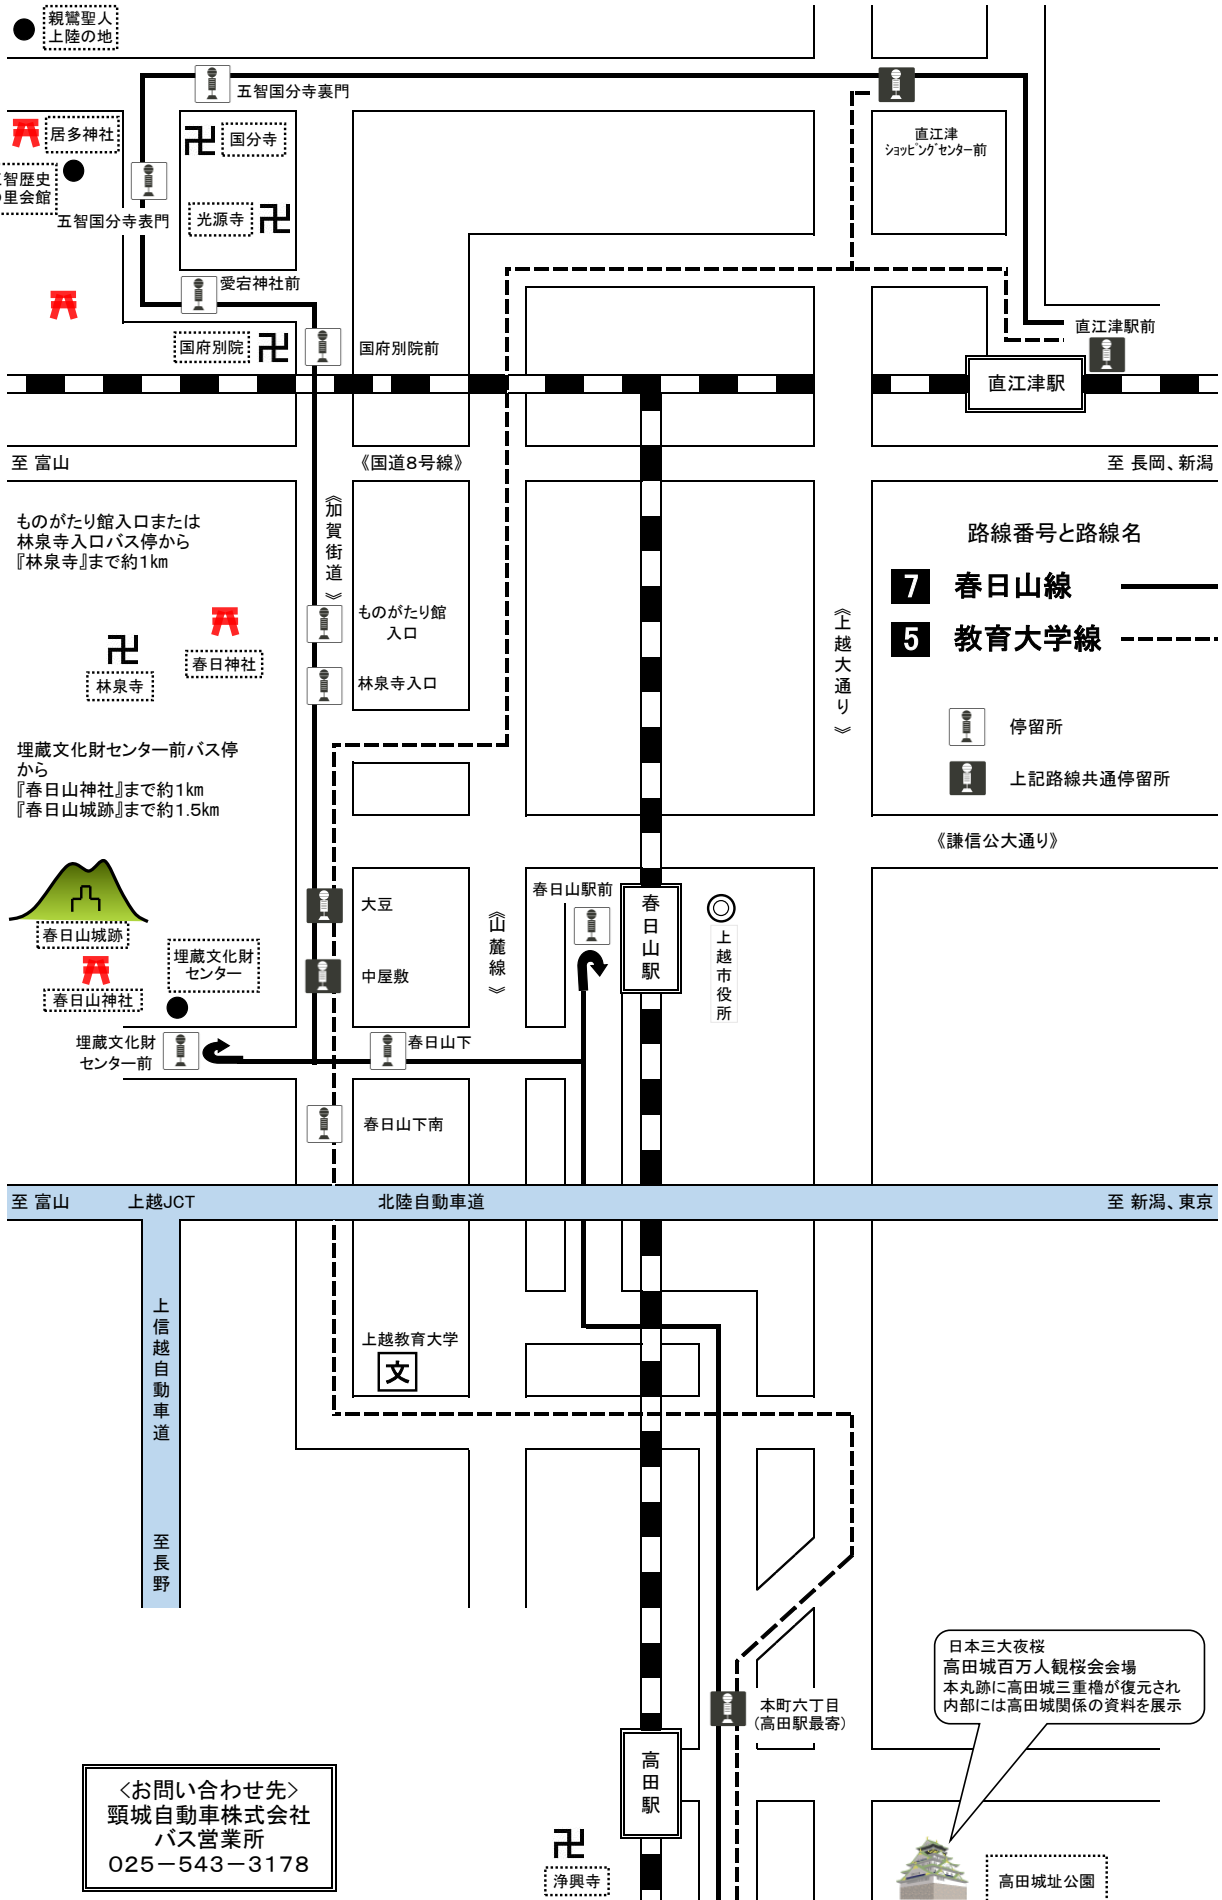 親鸞聖人
上陸の地
五智国分寺裏門
居多神社
国分寺
直江津
ショッピングセンター前
智歴史
里会館
五智国分寺表門
光源寺
愛宕神社前
国府別院
国府別院前
直江津駅前
直江津駅
至 富山
《国道8号線》
至 長岡、新潟
ものがたり館入口または
林泉寺入口バス停から
『林泉寺』まで約1km
《加賀街道》
路線番号と路線名
7 春日山線
5 教育大学線
停留所
上記路線共通停留所
ものがたり館
入口
《上越大通り》
春日神社
林泉寺
林泉寺入口
埋蔵文化財センター前バス停
から
『春日山神社』まで約1km
『春日山城跡』まで約1.5km
《謙信公大通り》
春日山城跡
大豆
春日山駅前
春日山駅
《山麓線》
上越市役所
埋蔵文化財
センター
春日山神社
中屋敷
埋蔵文化財
センター前
春日山下
春日山下南
至 富山
上越JCT
北陸自動車道
至 新潟、東京
上信越自動車道
至長野
上越教育大学
文
日本三大夜桜
高田城百万人観桜会会場
本丸跡に高田城三重櫓が復元され
内部には高田城関係の資料を展示
本町六丁目
(高田駅最寄)
高田駅
<お問い合わせ先>
頸城自動車株式会社
バス営業所
025-543-3178
浄興寺
高田城址公園